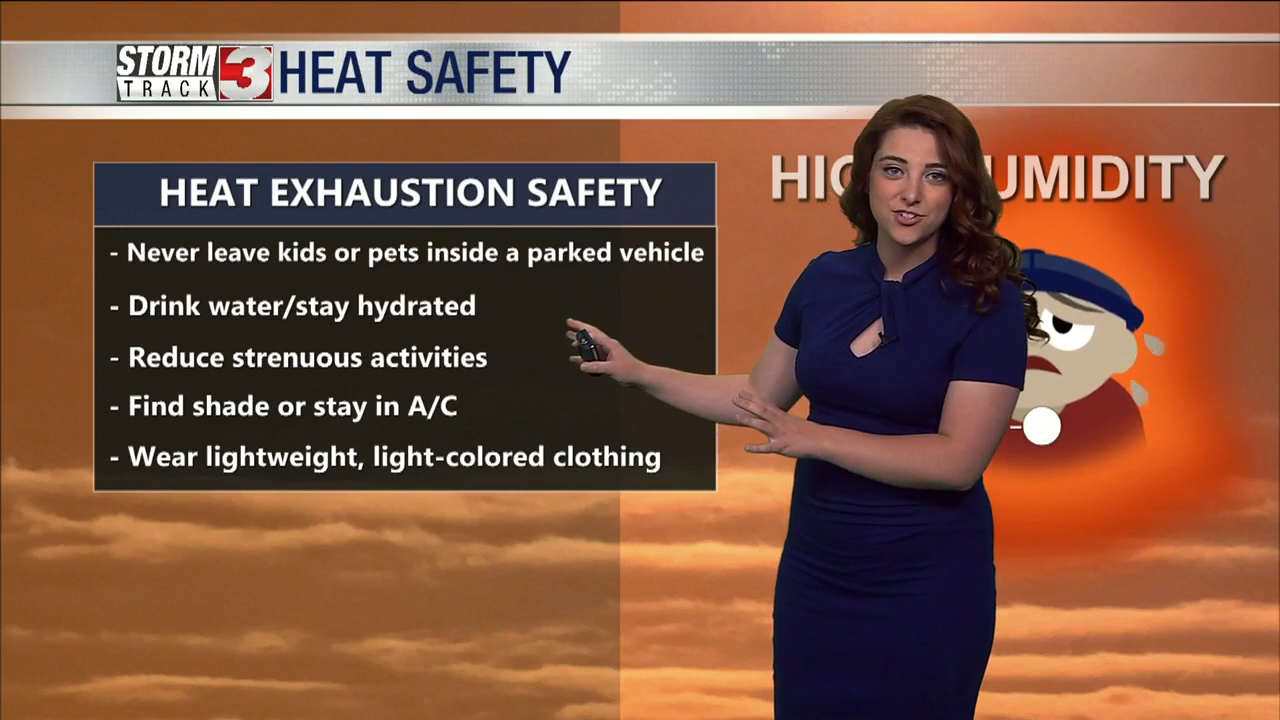 STORM
TRACK 3
HEAT SAFETY
HEAT EXHAUSTION SAFETY
- Never leave kids or pets inside a parked vehicle
- Drink water/stay hydrated
- Reduce strenuous activities
- Find shade or stay in A/C
- Wear lightweight, light-colored clothing